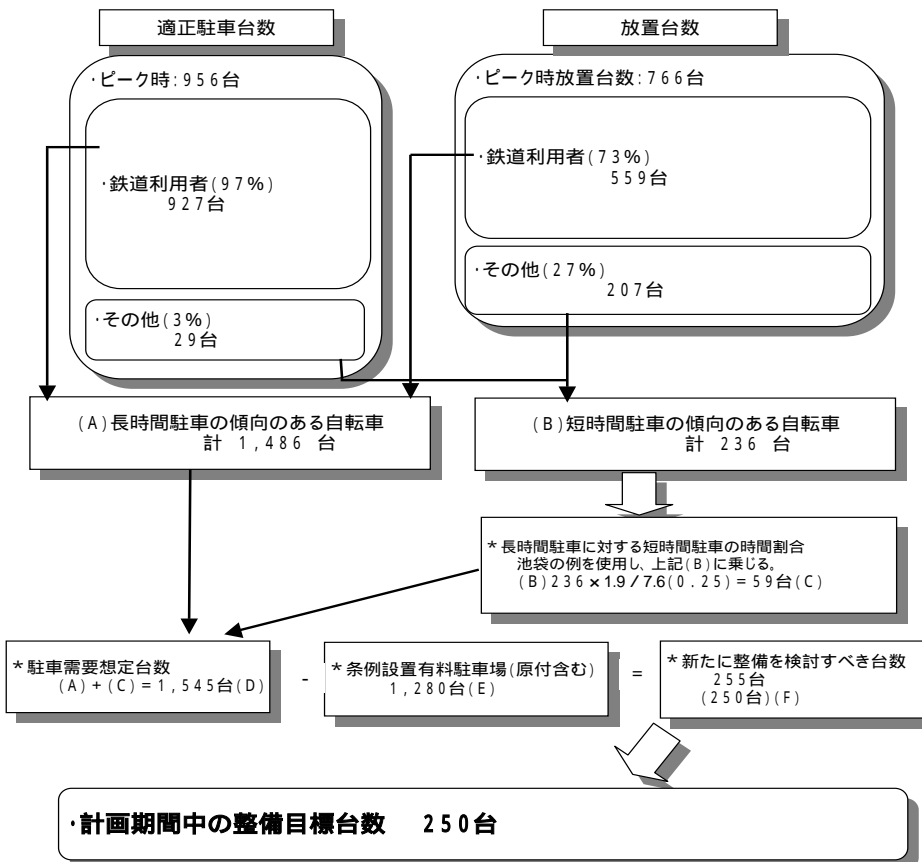 適正駐車台数
放置台数
・ピーク時:956台
・鉄道利用者(97%)
927台
・その他(3%)
29台
・ピーク時放置台数:766台
・鉄道利用者(73%)
559台
・その他(27%)
207台
(A)長時間駐車の傾向のある自転車
計 1,486 台
(B)短時間駐車の傾向のある自転車
計 236 台
*長時間駐車に対する短時間駐車の時間割合
池袋の例を使用し、上記(B)に乗じる。
(B)236×1.9/7.6(0.25)=59台(C)
*駐車需要想定台数
(A)+(C)=1,545台(D)
-
*条例設置有料駐車場(原付含む)
1,280台(E)
=
*新たに整備を検討すべき台数
255台
(250台)(F)
・計画期間中の整備目標台数 250台